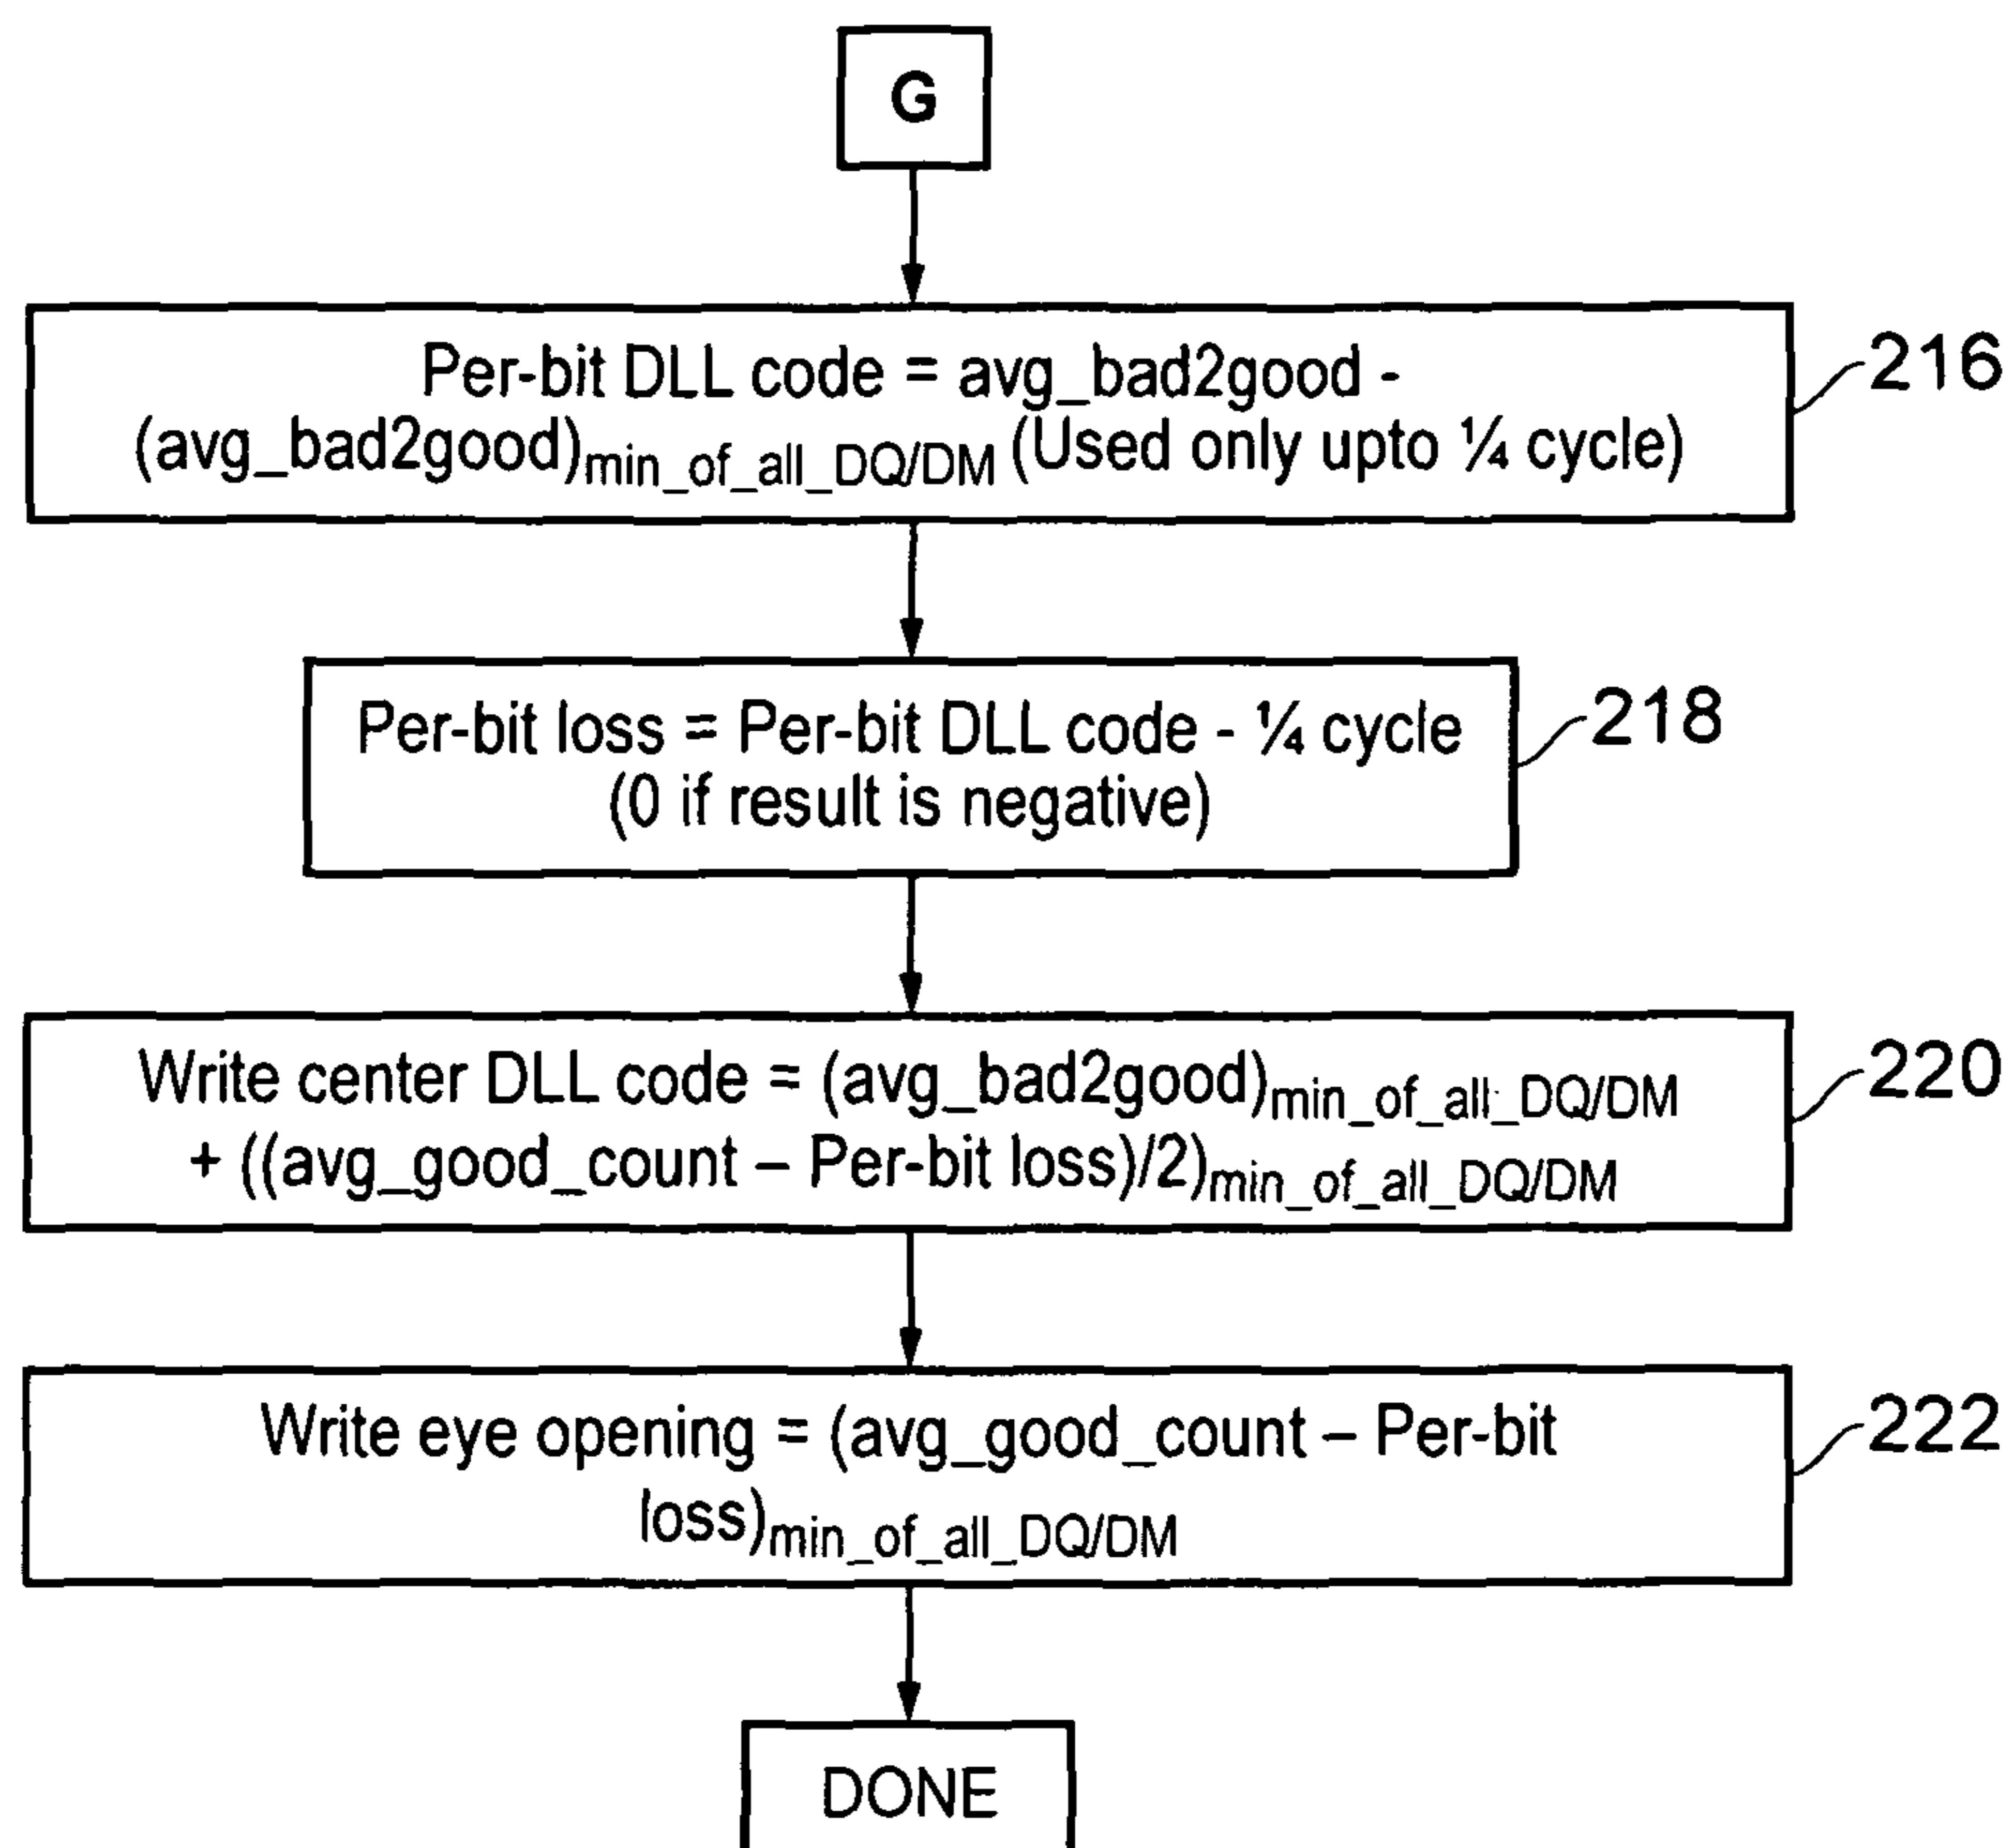 G
Per-bit DLL code = avg_bad2good -
(avg_bad2good)min_of_all_DQ/DM (Used only upto ¼ cycle)
216
Per-bit loss = Per-bit DLL code - ¼ cycle
(0 if result is negative)
218
Write center DLL code = (avg_bad2good)min_of_all_DQ/DM
+ ((avg_good_count – Per-bit loss)/2)min_of_all_DQ/DM
220
Write eye opening = (avg_good_count – Per-bit
loss)min_of_all_DQ/DM
222
DONE